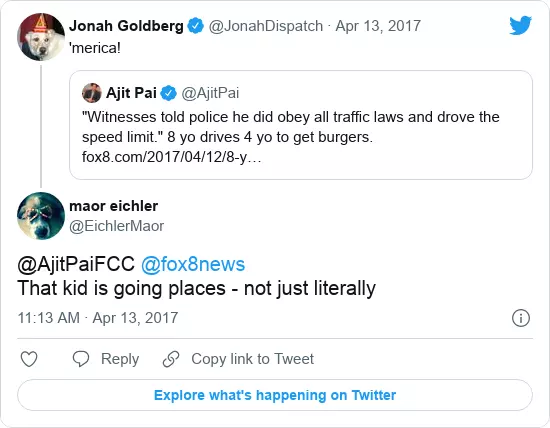 Jonah Goldberg @JonahDispatch · Apr 13, 2017
'merica!
Ajit Pai @AjitPai
"Witnesses told police he did obey all traffic laws and drove the
speed limit." 8 yo drives 4 yo to get burgers.
fox8.com/2017/04/12/8-y…
maor eichler
@EichlerMaor
@AjitPaiFCC @fox8news
That kid is going places - not just literally
11:13 AM · Apr 13, 2017
Reply Copy link to Tweet
Explore what's happening on Twitter